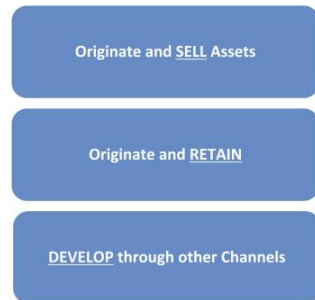 Originate and SELL Assets
Originate and RETAIN
DEVELOP through other Channels